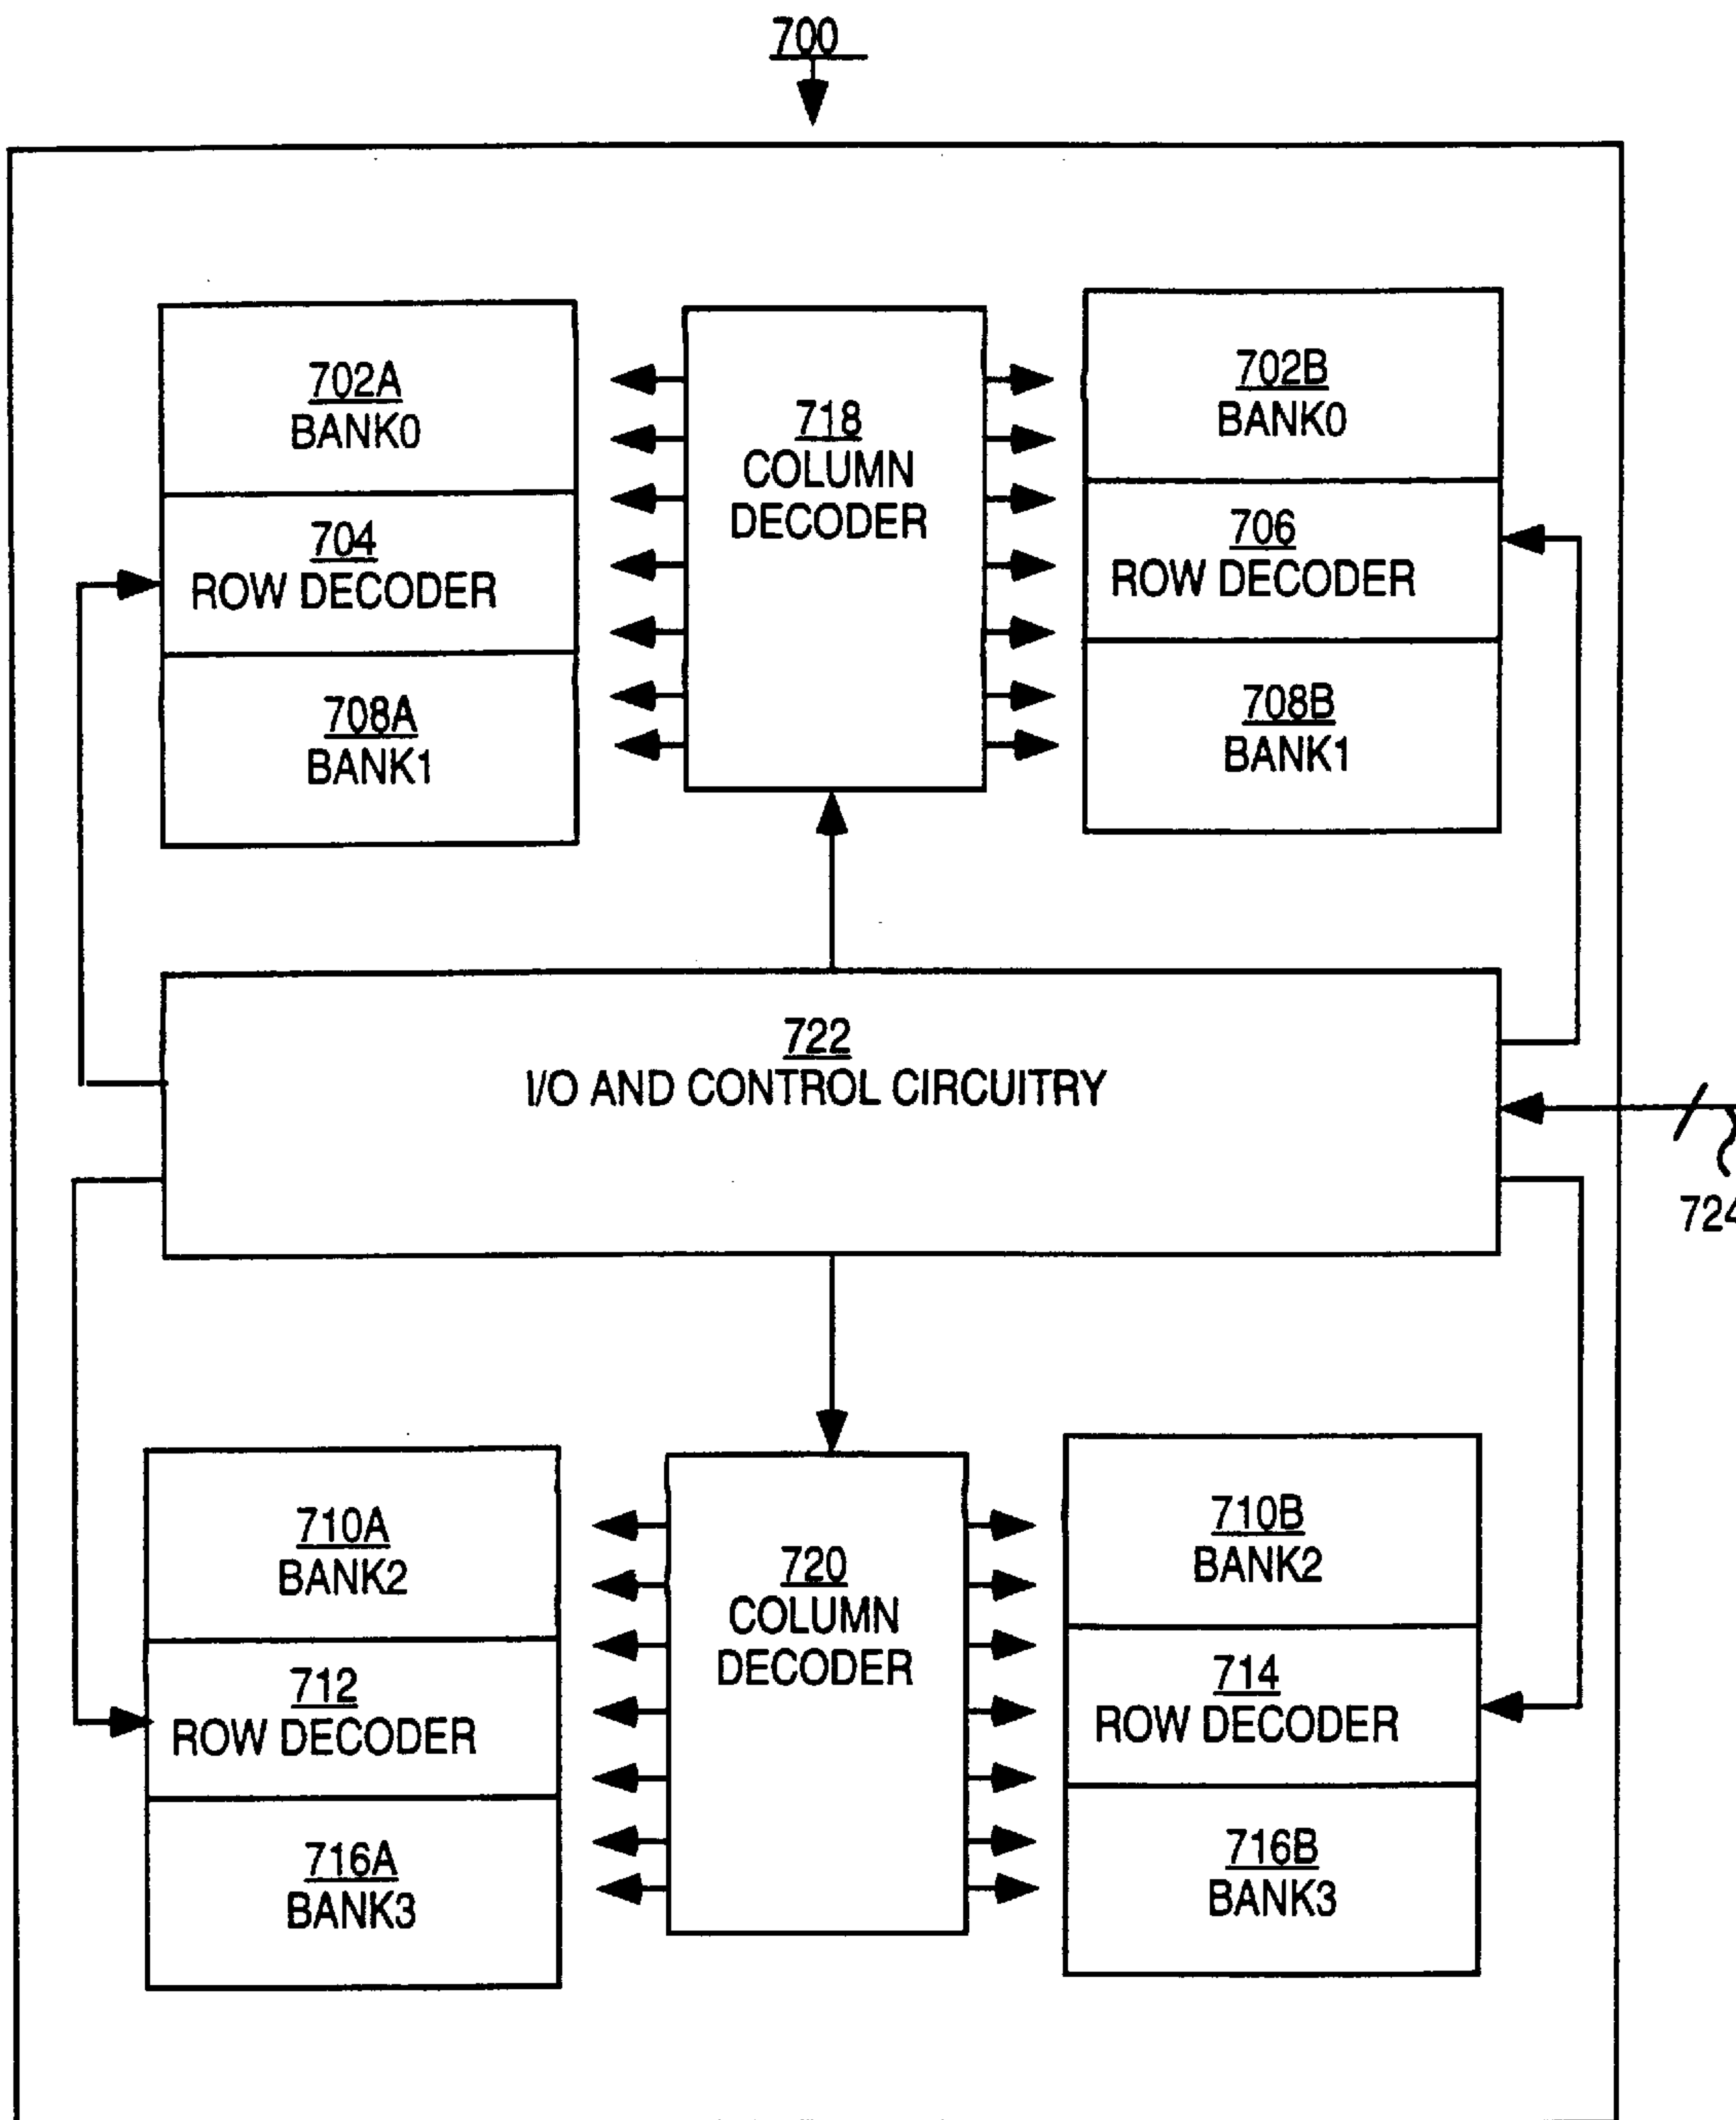 700
702A
BANK0
704
ROW DECODER
708A
BANK1
718
COLUMN
DECODER
702B
BANK0
706
ROW DECODER
708B
BANK1
722
I/O AND CONTROL CIRCUITRY
724
710A
BANK2
712
ROW DECODER
716A
BANK3
720
COLUMN
DECODER
710B
BANK2
714
ROW DECODER
716B
BANK3